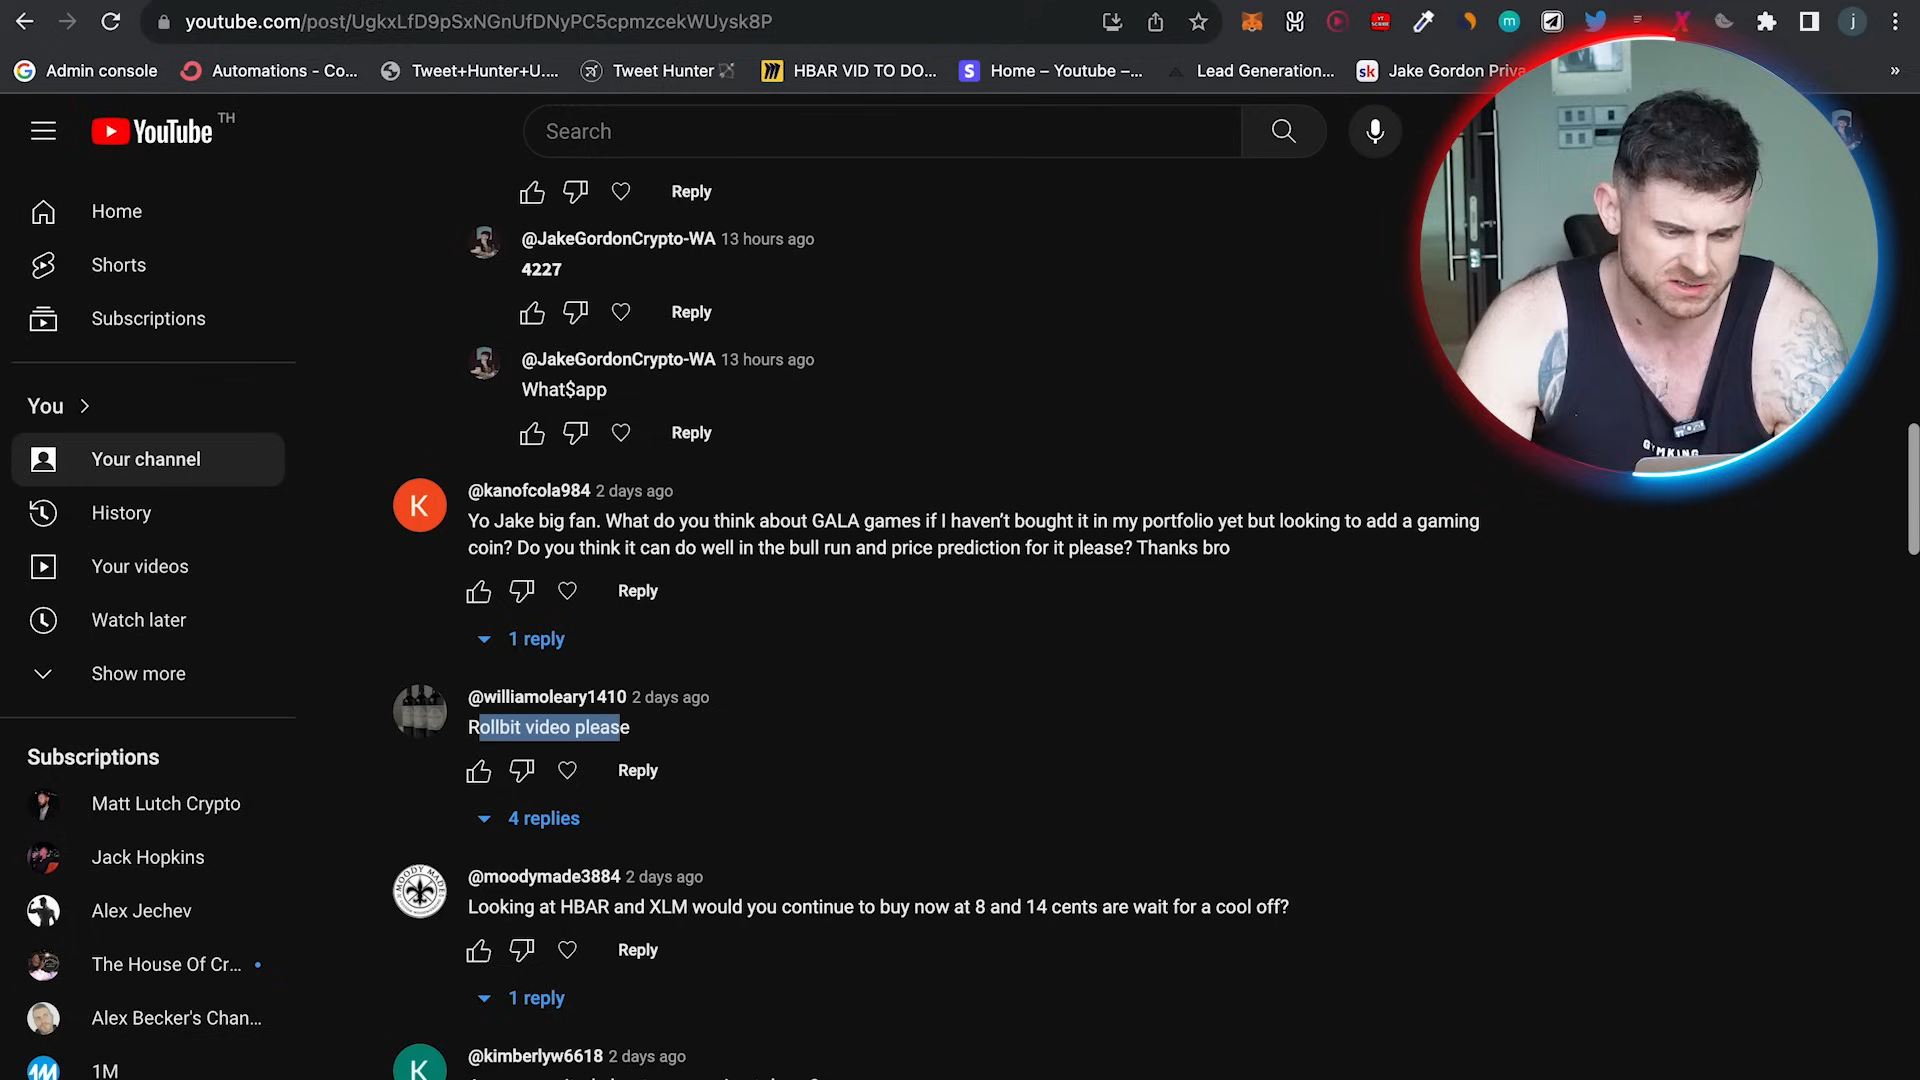 youtube.com/post/UgkxLfD9pSxNGnUfDNyPC5cpmzcekWUysk8P
Admin console
Automations - Co...
Tweet+Hunter+U....
Tweet Hunter
HBAR VID TO DO...
Home – Youtube –...
Lead Generation...
Jake Gordon Priva
YouTube TH
Search
Home
Shorts
Subscriptions
You
Your channel
History
Your videos
Watch later
Show more
Subscriptions
Matt Lutch Crypto
Jack Hopkins
Alex Jechev
The House Of Cr...
Alex Becker's Chan...
1M
Reply
@JakeGordonCrypto-WA 13 hours ago
4227
Reply
@JakeGordonCrypto-WA 13 hours ago
What$app
Reply
K
@kanofcola984 2 days ago
Yo Jake big fan. What do you think about GALA games if I haven’t bought it in my portfolio yet but looking to add a gaming
coin? Do you think it can do well in the bull run and price prediction for it please? Thanks bro
Reply
1 reply
@williamoleary1410 2 days ago
Rollbit video please
Reply
4 replies
MOODY MADE
@moodymade3884 2 days ago
Looking at HBAR and XLM would you continue to buy now at 8 and 14 cents are wait for a cool off?
Reply
1 reply
K
@kimberlyw6618 2 days ago
GYMKING